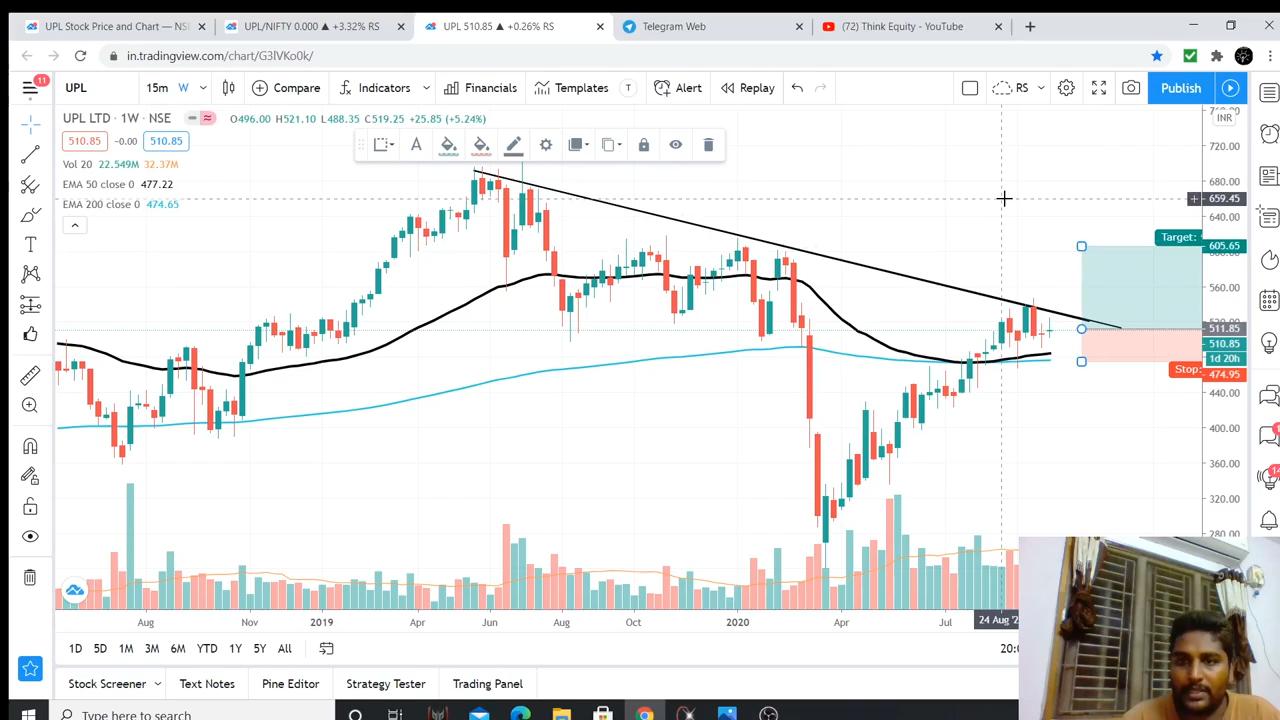 UPL Stock Price and Chart — NS
UPL/NIFTY 0.000 ▲ +3.32% RS
UPL 510.85 ▲ +0.26% RS
Telegram Web
(72) Think Equity - YouTube
in.tradingview.com/chart/G3lVKo0k/
11
UPL
15m
W
Compare
Indicators
Financials
Templates
T
Alert
Replay
RS
Publish
UPL LTD · 1W · NSE
O496.00 H521.10 L488.35 C519.25 +25.85 (+5.24%)
INR
510.85 −0.00 510.85
Vol 20 22.549M 32.37M
EMA 50 close 0 477.22
EMA 200 close 0 474.65
720.00
680.00
659.45
640.00
Target:
605.65
600.00
560.00
511.85
510.85
1d 20h
Stop:
474.95
440.00
400.00
360.00
320.00
280.00
Aug
Nov
2019
Apr
Jun
Aug
Oct
2020
Apr
Jul
24 Aug '2
1D 5D 1M 3M 6M YTD 1Y 5Y All
20:0
Stock Screener
Text Notes
Pine Editor
Strategy Tester
Trading Panel
Type here to search